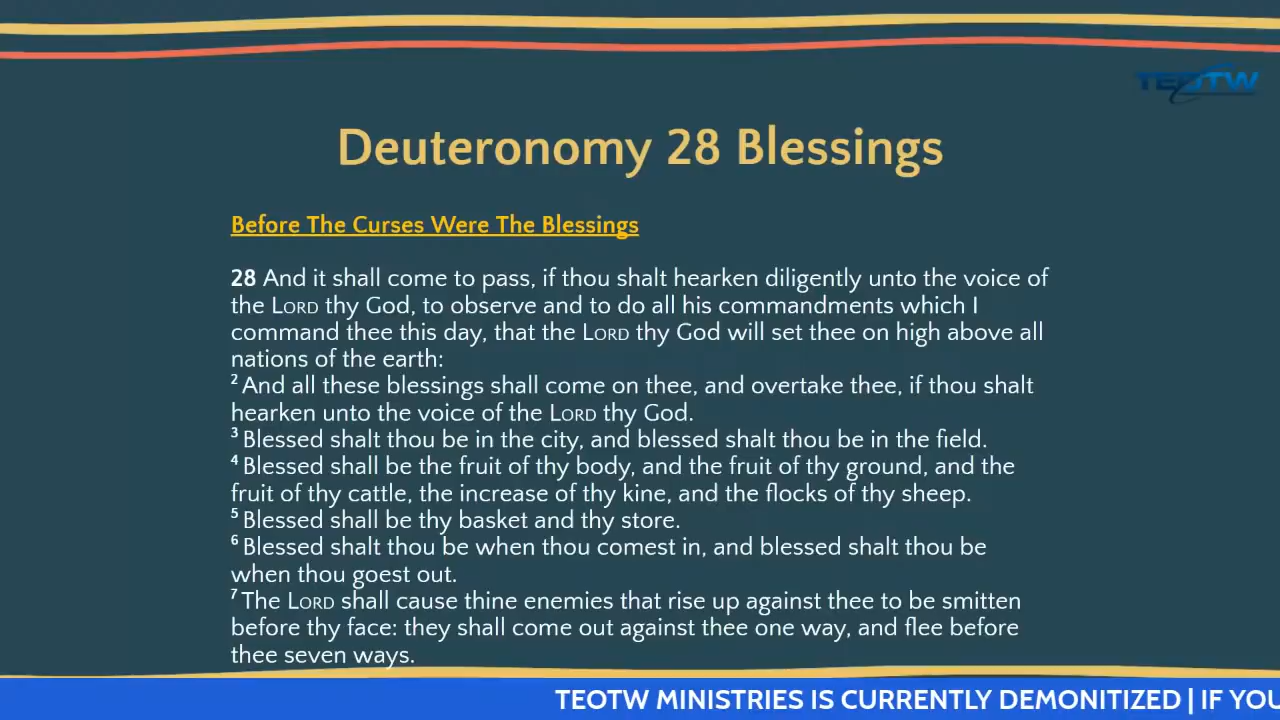 TEOTW
Deuteronomy 28 Blessings
Before The Curses Were The Blessings
28 And it shall come to pass, if thou shalt hearken diligently unto the voice of
the LORD thy God, to observe and to do all his commandments which I
command thee this day, that the LORD thy God will set thee on high above all
nations of the earth:
2 And all these blessings shall come on thee, and overtake thee, if thou shalt
hearken unto the voice of the LORD thy God.
3 Blessed shalt thou be in the city, and blessed shalt thou be in the field.
4 Blessed shall be the fruit of thy body, and the fruit of thy ground, and the
fruit of thy cattle, the increase of thy kine, and the flocks of thy sheep.
5 Blessed shall be thy basket and thy store.
6 Blessed shalt thou be when thou comest in, and blessed shalt thou be
when thou goest out.
7 The LORD shall cause thine enemies that rise up against thee to be smitten
before thy face: they shall come out against thee one way, and flee before
thee seven ways.
TEOTW MINISTRIES IS CURRENTLY DEMONITIZED | IF YOU